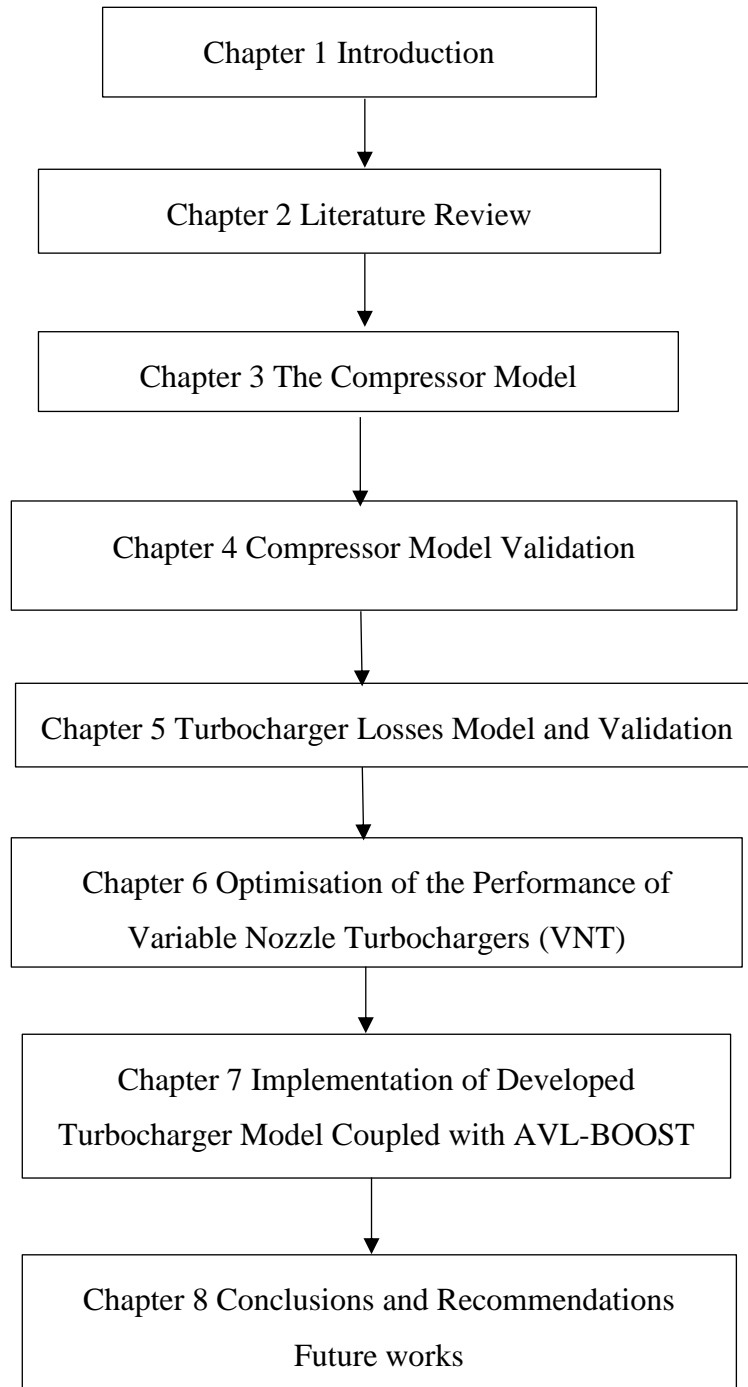 Chapter 1 Introduction
Chapter 2 Literature Review
Chapter 3 The Compressor Model
Chapter 4 Compressor Model Validation
Chapter 5 Turbocharger Losses Model and Validation
Chapter 6 Optimisation of the Performance of
Variable Nozzle Turbochargers (VNT)
Chapter 7 Implementation of Developed
Turbocharger Model Coupled with AVL-BOOST
Chapter 8 Conclusions and Recommendations
Future works